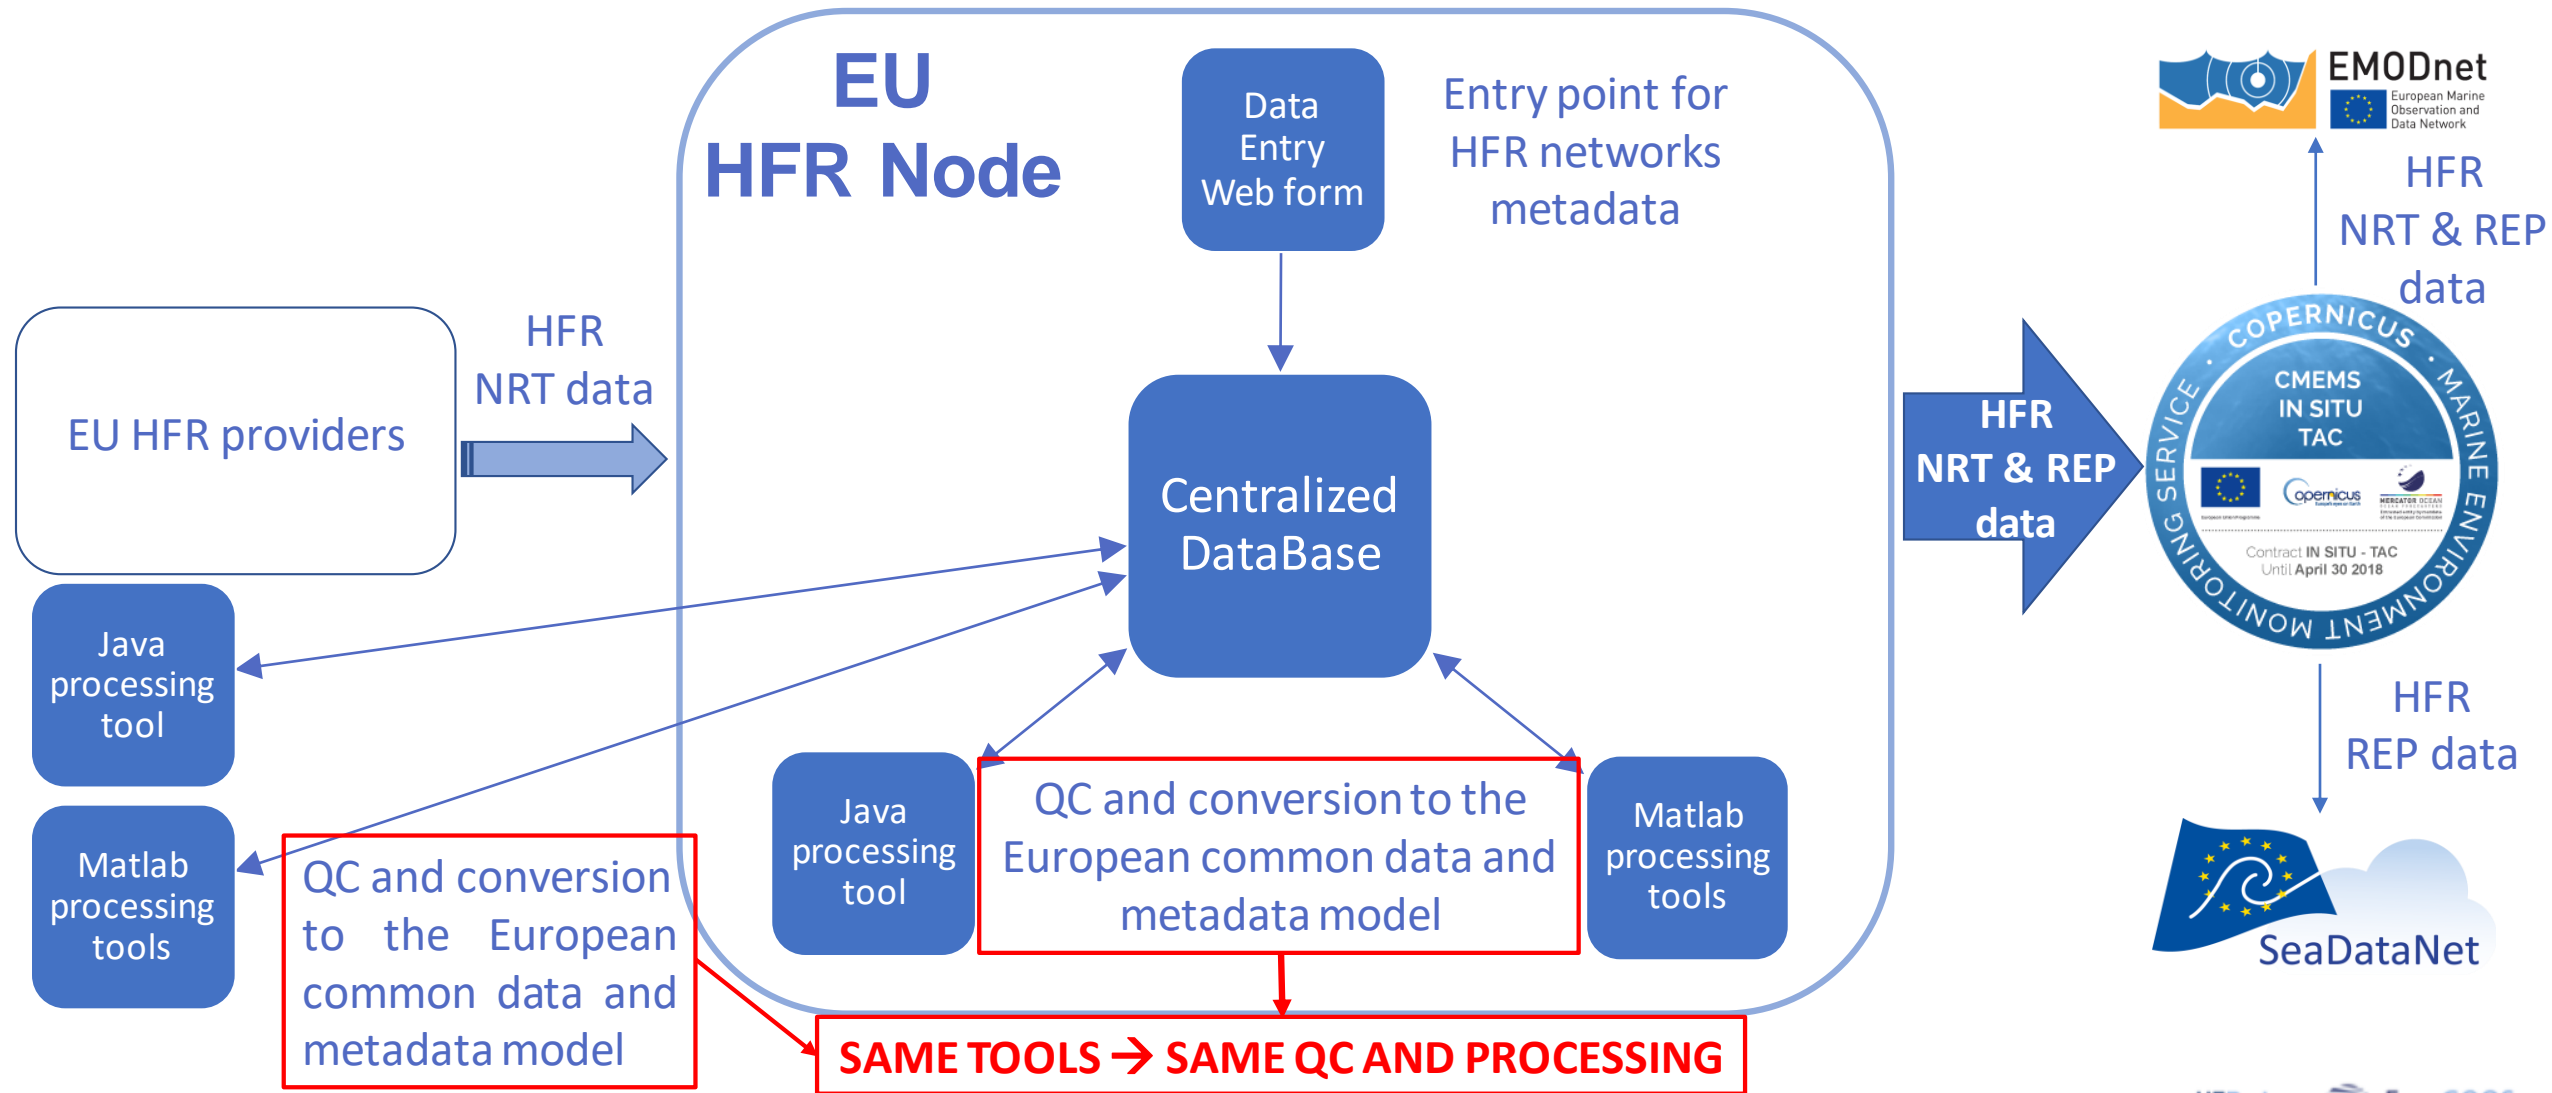 EU
HFR Node
Data
Entry
Web form
Entry point for
HFR networks
metadata
EU HFR providers
HFR
NRT data
Centralized
DataBase
Java
processing
tool
Matlab
processing
tools
QC and conversion
to the European
common data and
metadata model
Java
processing
tool
QC and conversion to the
European common data and
metadata model
Matlab
processing
tools
SAME TOOLS → SAME QC AND PROCESSING
HFR
NRT & REP
data
EMODnet
European Marine
Observation and
Data Network
HFR
NRT & REP
data
COPERNICUS · MARINE ENVIRONMENT MONITORING SERVICE ·
CMEMS
IN SITU
TAC
Copernicus
MERCATOR OCEAN
Contract IN SITU - TAC
Until April 30 2018
HFR
REP data
SeaDataNet